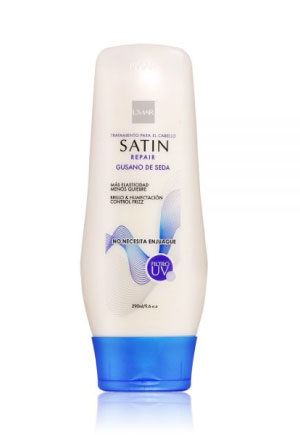 TRATAMIENTO PARA EL CABELLO
SATIN
REPAIR
GUSANO DE SEDA
MÁS ELASTICIDAD
MENOS QUIEBRE
BRILLO & HUMECTACIÓN
CONTROL FRIZZ
NO NECESITA ENJUAGUE
FILTRO
UV